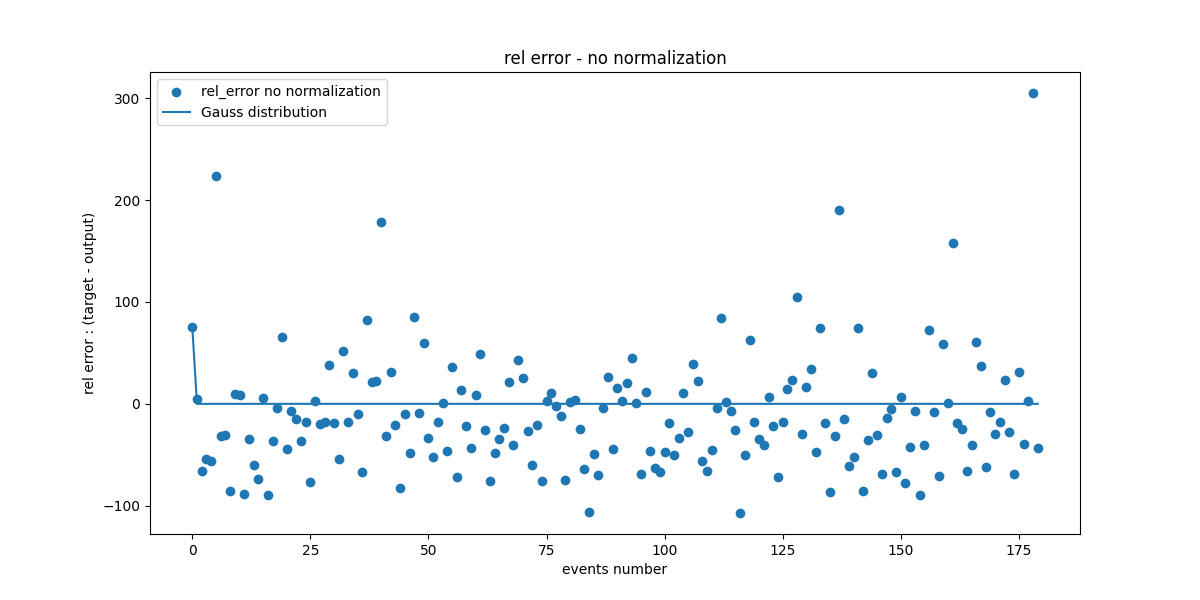 rel error - no normalization
rel_error no normalization
Gauss distribution
300
200
100
0
−100
rel error : (target - output)
0 25 50 75 100 125 150 175
events number